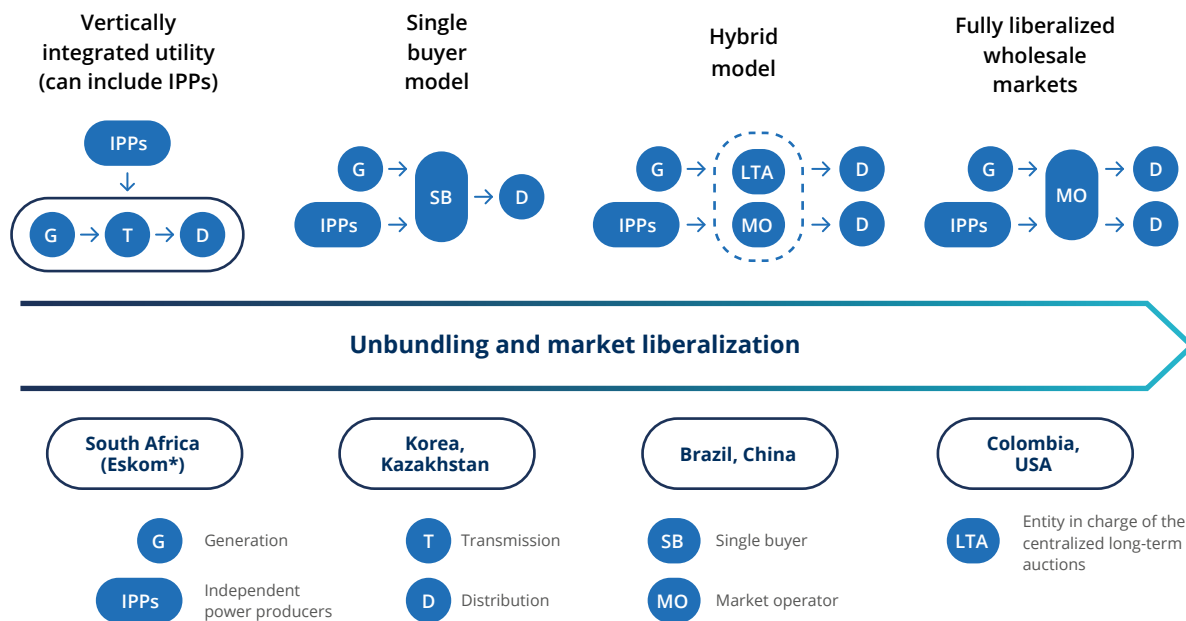 Vertically
integrated utility
(can include IPPs)
Single
buyer
model
Hybrid
model
Fully liberalized
wholesale
markets
IPPs
G
T
D
G
IPPs
SB
D
G
IPPs
LTA
MO
D
D
G
IPPs
MO
D
D
Unbundling and market liberalization
South Africa
(Eskom*)
Korea,
Kazakhstan
Brazil, China
Colombia,
USA
G
Generation
T
Transmission
SB
Single buyer
LTA
Entity in charge of the
centralized long-term
auctions
IPPs
Independent
power producers
D
Distribution
MO
Market operator